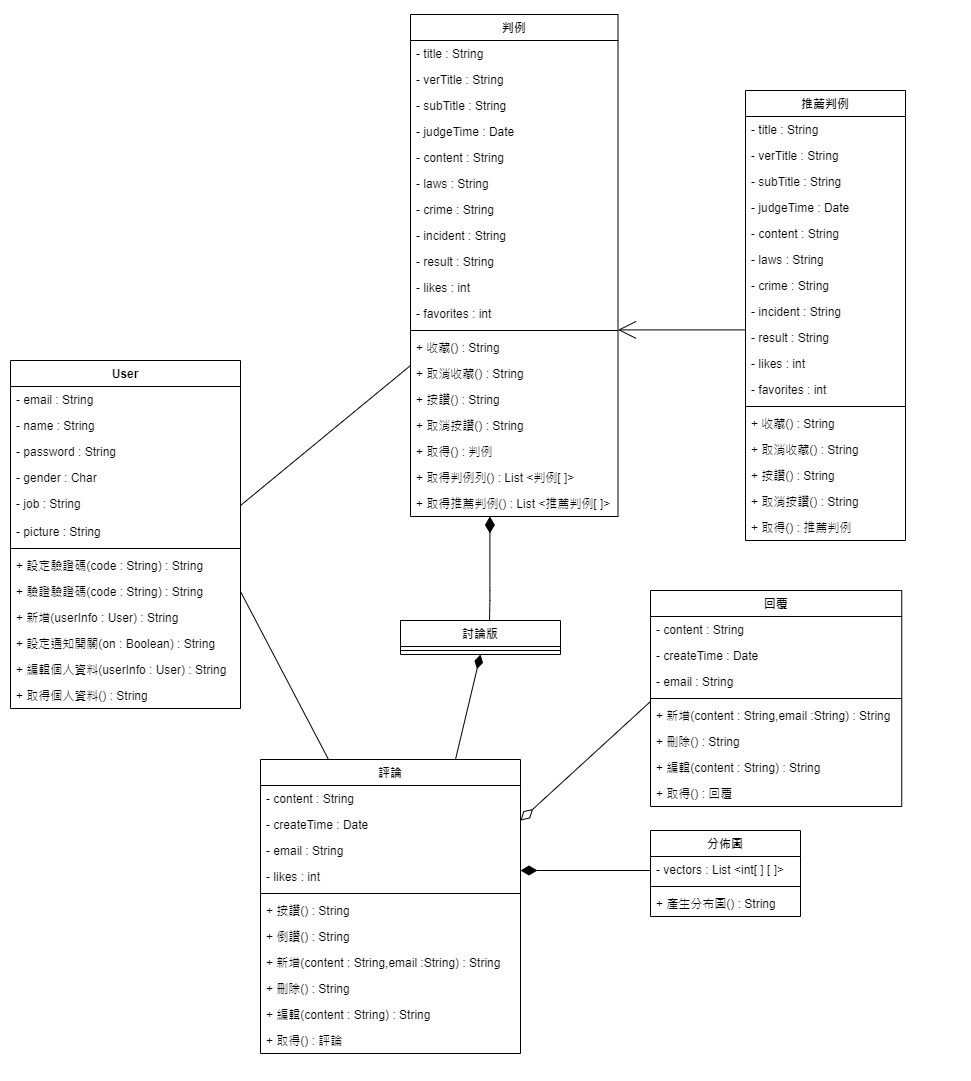 判例
- title : String
- verTitle : String
- subTitle : String
- judgeTime : Date
- content : String
- laws : String
- crime : String
- incident : String
- result : String
- likes : int
- favorites : int
+ 收藏() : String
+ 取消收藏() : String
+ 按讚() : String
+ 取消按讚() : String
+ 取得() : 判例
+ 取得判例列() : List <判例[ ]>
+ 取得推薦判例() : List <推薦判例[ ]>
推薦判例
- title : String
- verTitle : String
- subTitle : String
- judgeTime : Date
- content : String
- laws : String
- crime : String
- incident : String
- result : String
- likes : int
- favorites : int
+ 收藏() : String
+ 取消收藏() : String
+ 按讚() : String
+ 取消按讚() : String
+ 取得() : 推薦判例
User
- email : String
- name : String
- password : String
- gender : Char
- job : String
- picture : String
+ 設定驗證碼(code : String) : String
+ 驗證驗證碼(code : String) : String
+ 新增(userInfo : User) : String
+ 設定通知開關(on : Boolean) : String
+ 編輯個人資料(userInfo : User) : String
+ 取得個人資料() : String
討論版
回覆
- content : String
- createTime : Date
- email : String
+ 新增(content : String,email :String) : String
+ 刪除() : String
+ 編輯(content : String) : String
+ 取得() : 回覆
評論
- content : String
- createTime : Date
- email : String
- likes : int
+ 按讚() : String
+ 倒讚() : String
+ 新增(content : String,email :String) : String
+ 刪除() : String
+ 編輯(content : String) : String
+ 取得() : 評論
分佈圖
- vectors : List <int[ ] [ ]>
+ 產生分布圖() : String